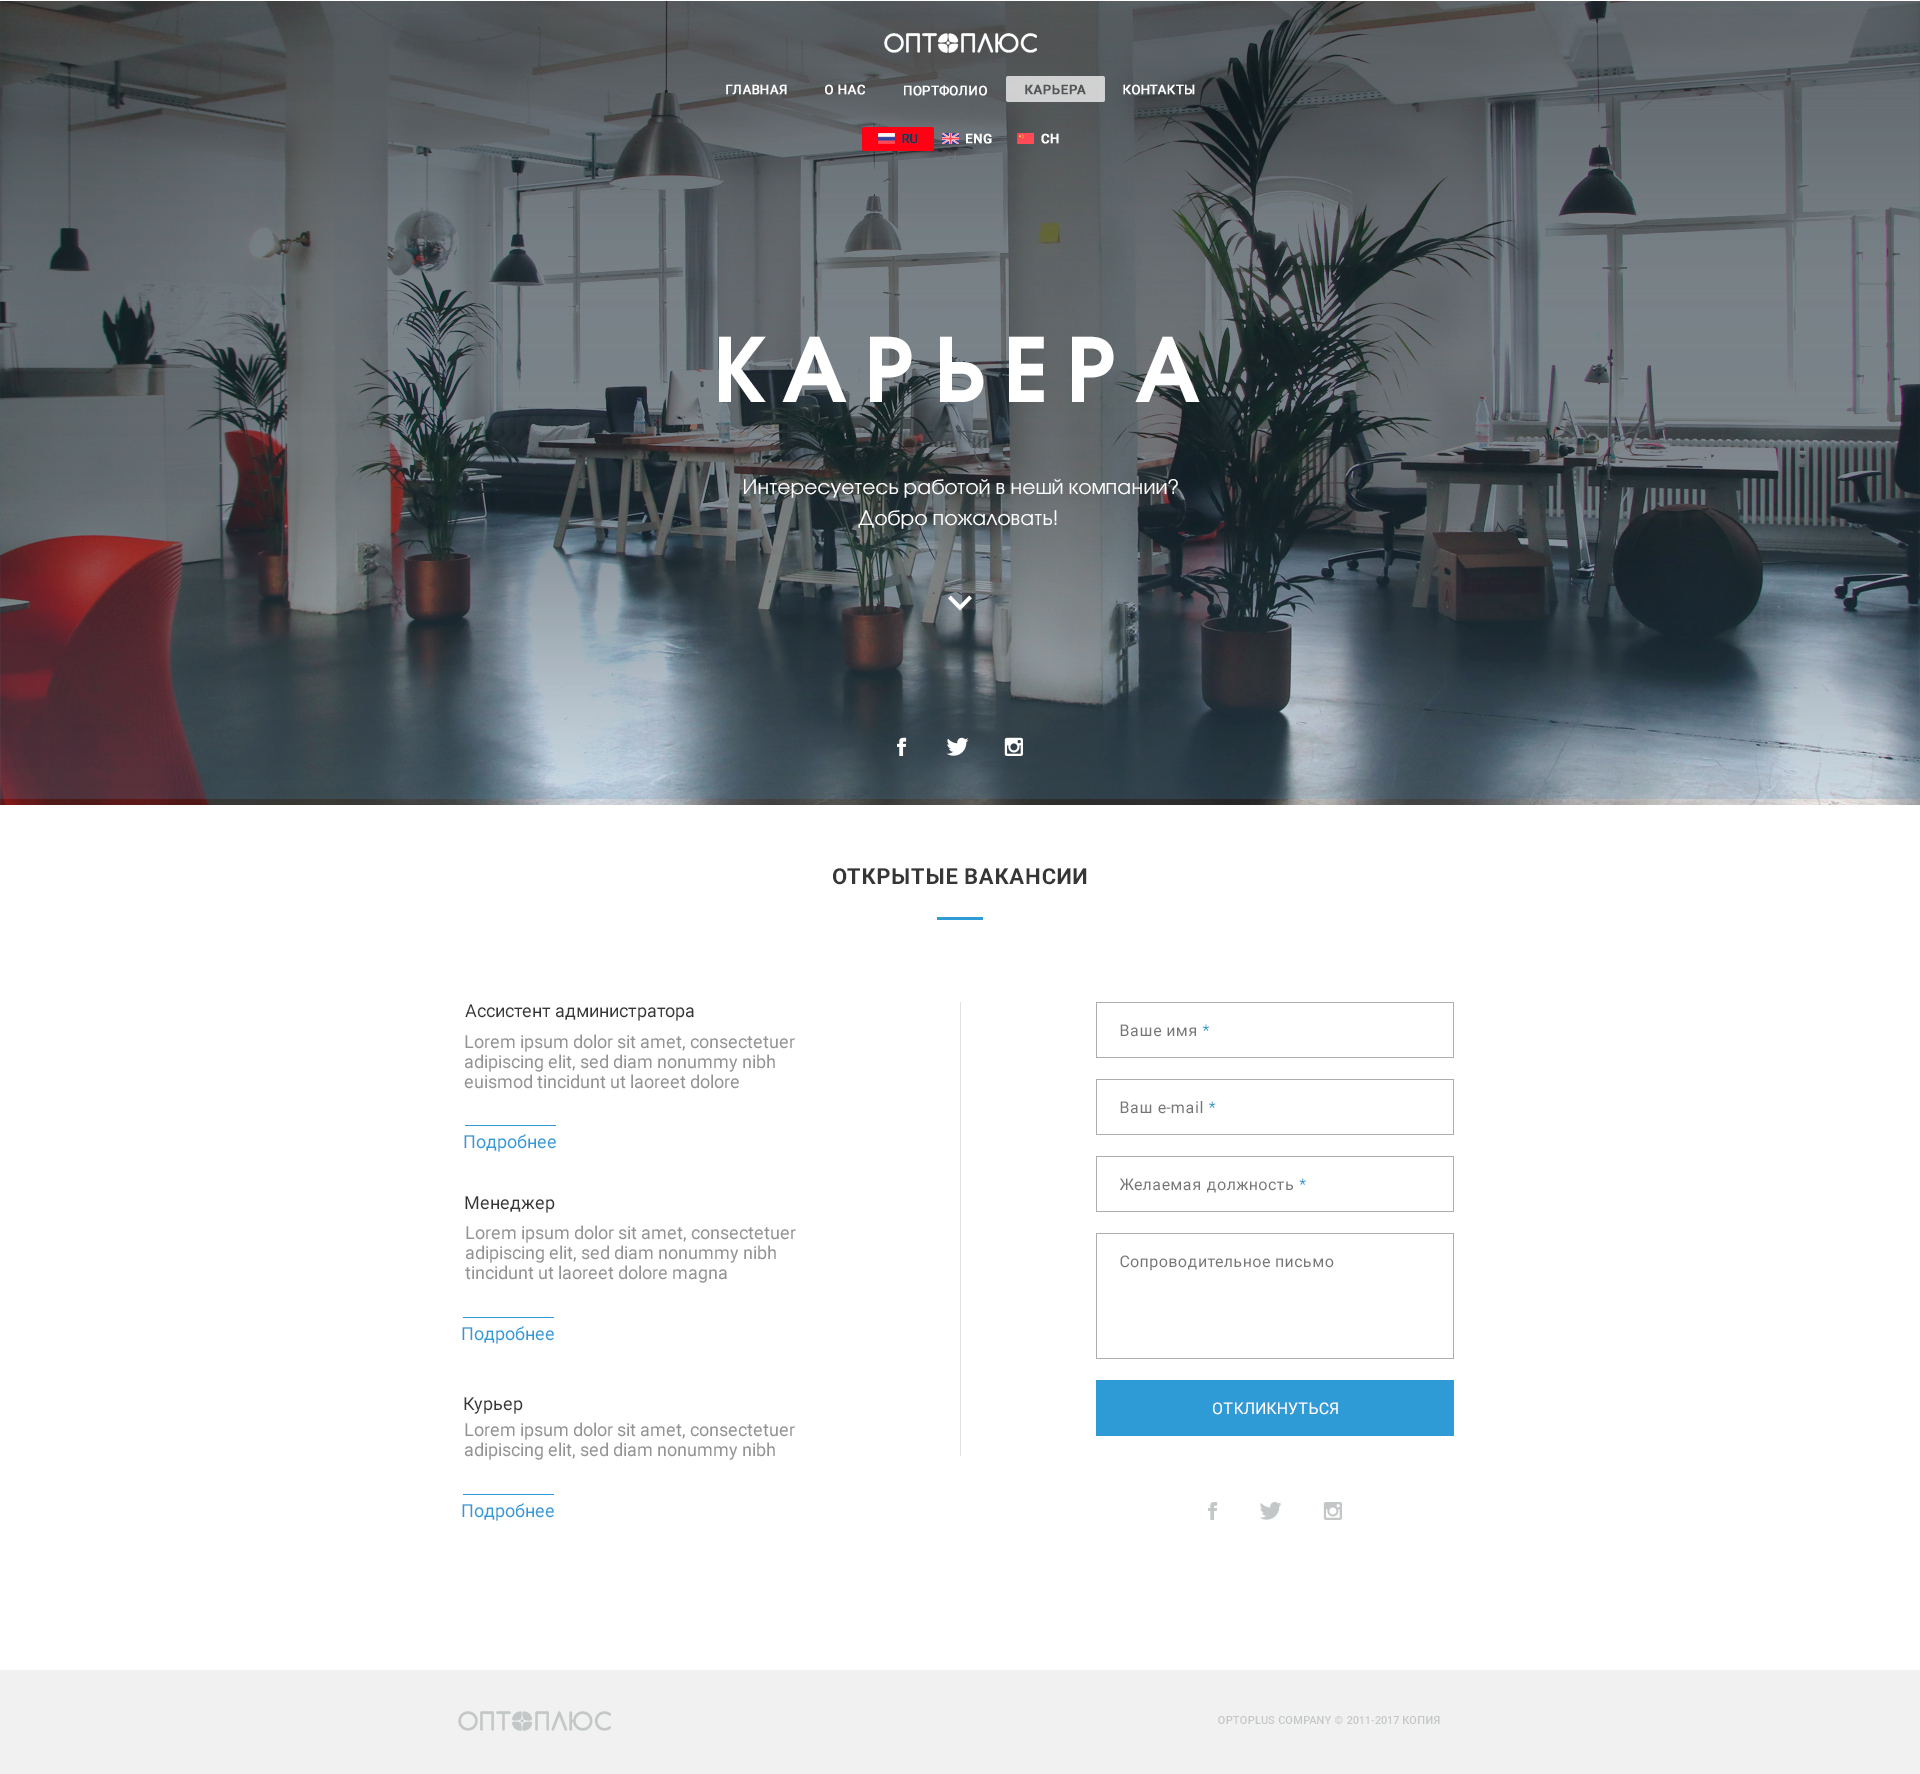 ОПТОПЛЮС
ГЛАВНАЯ О НАС ПОРТФОЛИО КАРЬЕРА КОНТАКТЫ
RU ENG CH
КАРЬЕРА
Интересуетесь работой в нешй компании?
Добро пожаловать!
ОТКРЫТЫЕ ВАКАНСИИ
Ассистент администратора
Lorem ipsum dolor sit amet, consectetuer
adipiscing elit, sed diam nonummy nibh
euismod tincidunt ut laoreet dolore
Подробнее
Менеджер
Lorem ipsum dolor sit amet, consectetuer
adipiscing elit, sed diam nonummy nibh
tincidunt ut laoreet dolore magna
Подробнее
Курьер
Lorem ipsum dolor sit amet, consectetuer
adipiscing elit, sed diam nonummy nibh
Подробнее
Ваше имя *
Ваш e-mail *
Желаемая должность *
Сопроводительное письмо
ОТКЛИКНУТЬСЯ
ОПТОПЛЮС
OPTOPLUS COMPANY © 2011-2017 КОПИЯ